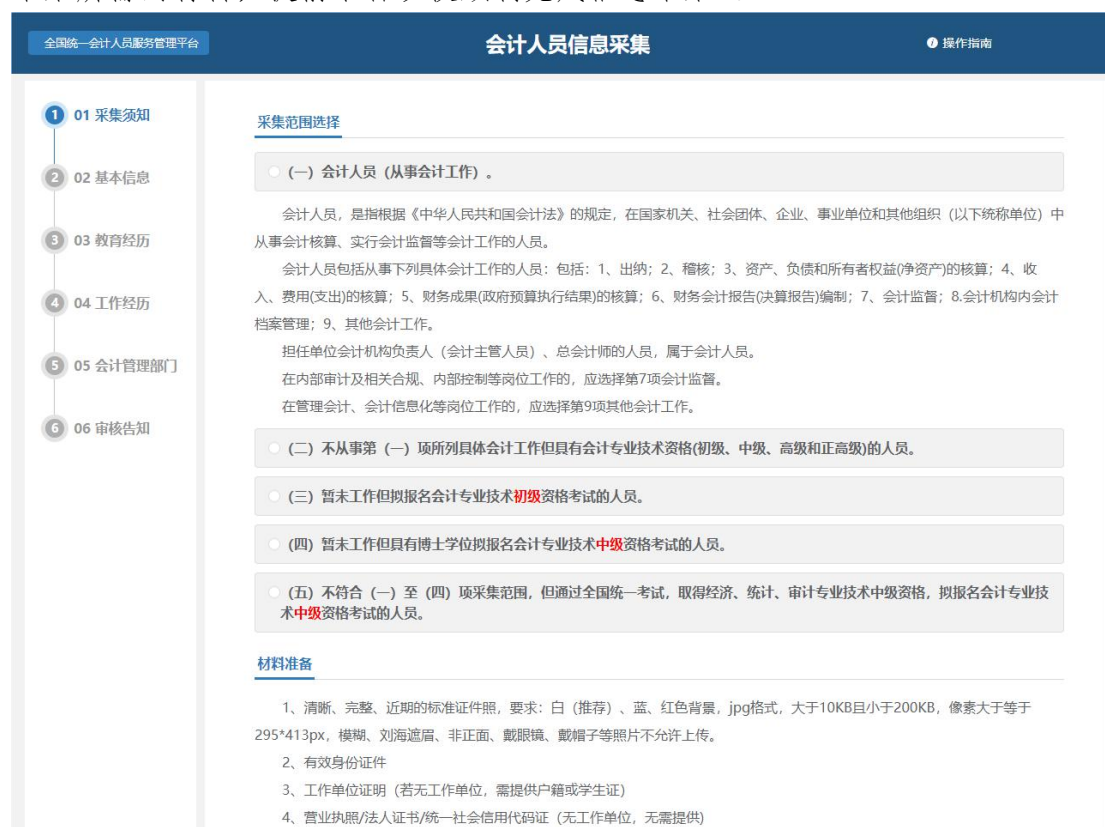 全国统一会计人员服务管理平台
会计人员信息采集
操作指南
1 01 采集须知
2 02 基本信息
3 03 教育经历
4 04 工作经历
5 05 会计管理部门
6 06 审核告知
采集范围选择
(一) 会计人员 (从事会计工作) 。
会计人员，是指根据《中华人民共和国会计法》的规定，在国家机关、社会团体、企业、事业单位和其他组织（以下统称单位）中
从事会计核算、实行会计监督等会计工作的人员。
会计人员包括从事下列具体会计工作的人员：包括：1、出纳；2、稽核；3、资产、负债和所有者权益(净资产)的核算；4、收
入、费用(支出)的核算；5、财务成果(政府预算执行结果)的核算；6、财务会计报告(决算报告)编制；7、会计监督；8.会计机构内会计
档案管理；9、其他会计工作。
担任单位会计机构负责人（会计主管人员）、总会计师的人员，属于会计人员。
在内部审计及相关合规、内部控制等岗位工作的，应选择第7项会计监督。
在管理会计、会计信息化等岗位工作的，应选择第9项其他会计工作。
(二) 不从事第 (一) 项所列具体会计工作但具有会计专业技术资格(初级、中级、高级和正高级)的人员。
(三) 暂未工作但拟报名会计专业技术初级资格考试的人员。
(四) 暂未工作但具有博士学位拟报名会计专业技术中级资格考试的人员。
(五) 不符合 (一) 至 (四) 项采集范围，但通过全国统一考试，取得经济、统计、审计专业技术中级资格，拟报名会计专业技
术中级资格考试的人员。
材料准备
1、清晰、完整、近期的标准证件照，要求：白（推荐）、蓝、红色背景，jpg格式，大于10KB且小于200KB，像素大于等于
295*413px，模糊、刘海遮眉、非正面、戴眼镜、戴帽子等照片不允许上传。
2、有效身份证件
3、工作单位证明（若无工作单位，需提供户籍或学生证）
4、营业执照/法人证书/统一社会信用代码证（无工作单位，无需提供)